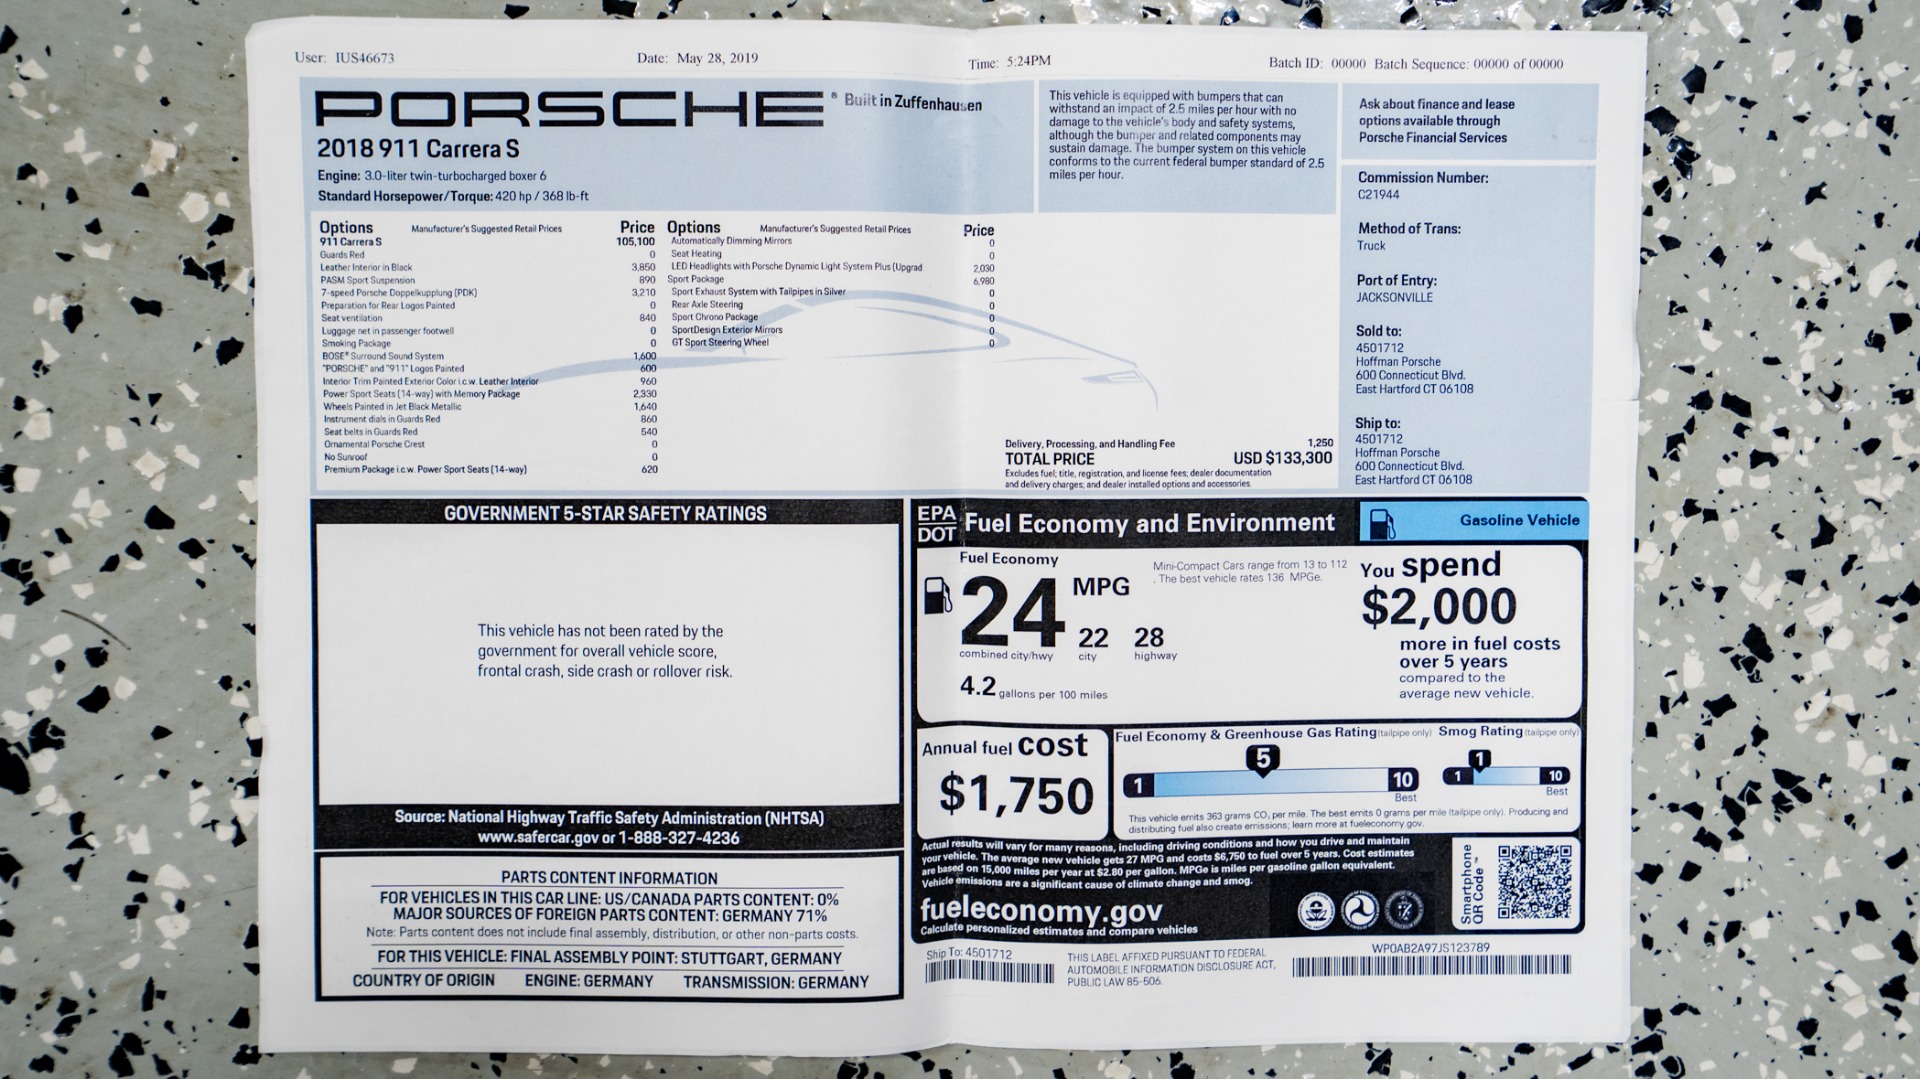 User: IUS46673 Date: May 28, 2019 Time: 5:24PM Batch ID: 00000 Batch Sequence: 00000 of 00000
PORSCHE® Built in Zuffenhausen
2018 911 Carrera S
Engine: 3.0-liter twin-turbocharged boxer 6
Standard Horsepower/Torque: 420 hp / 368 lb-ft
This vehicle is equipped with bumpers that can
withstand an impact of 2.5 miles per hour with no
damage to the vehicle's body and safety systems,
although the bumper and related components may
sustain damage. The bumper system on this vehicle
conforms to the current federal bumper standard of 2.5
miles per hour.
Ask about finance and lease
options available through
Porsche Financial Services
Options Manufacturer's Suggested Retail Prices Price
911 Carrera S 105,100
Guards Red 0
Leather Interior in Black 3,850
PASM Sport Suspension 890
7-speed Porsche Doppelkupplung (PDK) 3,210
Preparation for Rear Logos Painted 0
Seat ventilation 840
Luggage net in passenger footwell 0
Smoking Package 0
BOSE® Surround Sound System 1,600
"PORSCHE" and "911" Logos Painted 600
Interior Trim Painted Exterior Color i.c.w. Leather Interior 960
Power Sport Seats (14-way) with Memory Package 2,330
Wheels Painted in Jet Black Metallic 1,640
Instrument dials in Guards Red 860
Seat belts in Guards Red 540
Ornamental Porsche Crest 0
No Sunroof 0
Premium Package i.c.w. Power Sport Seats (14-way) 620
Options Manufacturer's Suggested Retail Prices Price
Automatically Dimming Mirrors 0
Seat Heating 0
LED Headlights with Porsche Dynamic Light System Plus (Upgrad 2,030
Sport Package 6,980
Sport Exhaust System with Tailpipes in Silver 0
Rear Axle Steering 0
Sport Chrono Package 0
SportDesign Exterior Mirrors 0
GT Sport Steering Wheel 0
Delivery, Processing, and Handling Fee 1,250
TOTAL PRICE USD $133,300
Excludes fuel; title, registration, and license fees; dealer documentation
and delivery charges; and dealer installed options and accessories.
Commission Number:
C21944
Method of Trans:
Truck
Port of Entry:
JACKSONVILLE
Sold to:
4501712
Hoffman Porsche
600 Connecticut Blvd.
East Hartford CT 06108
Ship to:
4501712
Hoffman Porsche
600 Connecticut Blvd.
East Hartford CT 06108
GOVERNMENT 5-STAR SAFETY RATINGS
This vehicle has not been rated by the
government for overall vehicle score,
frontal crash, side crash or rollover risk.
Source: National Highway Traffic Safety Administration (NHTSA)
www.safercar.gov or 1-888-327-4236
PARTS CONTENT INFORMATION
FOR VEHICLES IN THIS CAR LINE: US/CANADA PARTS CONTENT: 0%
MAJOR SOURCES OF FOREIGN PARTS CONTENT: GERMANY 71%
Note: Parts content does not include final assembly, distribution, or other non-parts costs.
FOR THIS VEHICLE: FINAL ASSEMBLY POINT: STUTTGART, GERMANY
COUNTRY OF ORIGIN ENGINE: GERMANY TRANSMISSION: GERMANY
EPA
DOT
Fuel Economy and Environment
Gasoline Vehicle
Fuel Economy
24 MPG
combined city/hwy
22 28
city highway
4.2 gallons per 100 miles
Mini-Compact Cars range from 13 to 112
. The best vehicle rates 136 MPGe.
You spend
$2,000
more in fuel costs
over 5 years
compared to the
average new vehicle.
Annual fuel cost
$1,750
Fuel Economy & Greenhouse Gas Rating (tailpipe only)
5
1 10
Best
Smog Rating (tailpipe only)
1
1 10
Best
This vehicle emits 363 grams CO₂ per mile. The best emits 0 grams per mile (tailpipe only). Producing and
distributing fuel also create emissions; learn more at fueleconomy.gov.
Actual results will vary for many reasons, including driving conditions and how you drive and maintain
your vehicle. The average new vehicle gets 27 MPG and costs $6,750 to fuel over 5 years. Cost estimates
are based on 15,000 miles per year at $2.80 per gallon. MPGe is miles per gasoline gallon equivalent.
Vehicle emissions are a significant cause of climate change and smog.
fueleconomy.gov
Calculate personalized estimates and compare vehicles
Smartphone
QR Code™
Ship To: 4501712
THIS LABEL AFFIXED PURSUANT TO FEDERAL
AUTOMOBILE INFORMATION DISCLOSURE ACT,
PUBLIC LAW 85-506.
WP0AB2A97JS123789